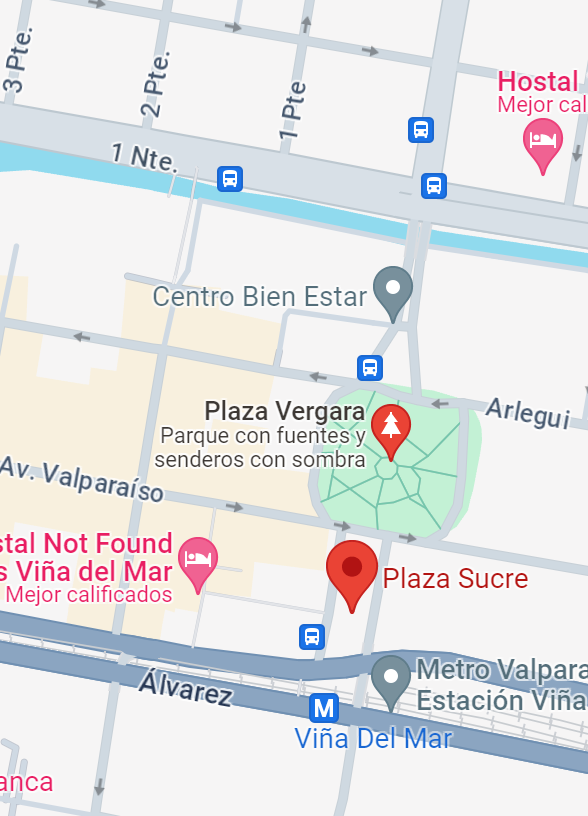 3 Pte.
2 Pte.
1 Pte
Hostal
Mejor cal
1 Nte.
Centro Bien Estar
Plaza Vergara
Parque con fuentes y
senderos con sombra
Arlegui
Av. Valparaíso
stal Not Found
s Viña del Mar
Mejor calificados
Plaza Sucre
Álvarez
Metro Valpara
Estación Viña
M
Viña Del Mar
anca